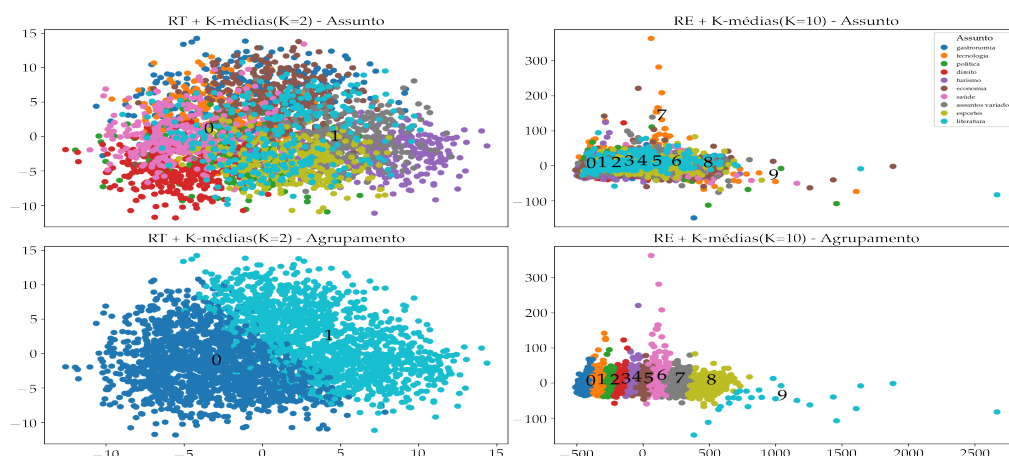 RT + K-médias(K=2) - Assunto
15
10
5
0
−5
−10
0
1
RE + K-médias(K=10) - Assunto
300
200
100
0
−100
0 1 2 3 4 5 6 7 8 9
Assunto
gastronomia
tecnologia
política
direito
turismo
economia
saúde
assuntos variado
esportes
literatura
RT + K-médias(K=2) - Agrupamento
15
10
5
0
−5
−10
0
1
−10 −5 0 5 10 15
RE + K-médias(K=10) - Agrupamento
300
200
100
0
−100
0 1 2 3 4 5 6 7 8 9
−500 0 500 1000 1500 2000 2500